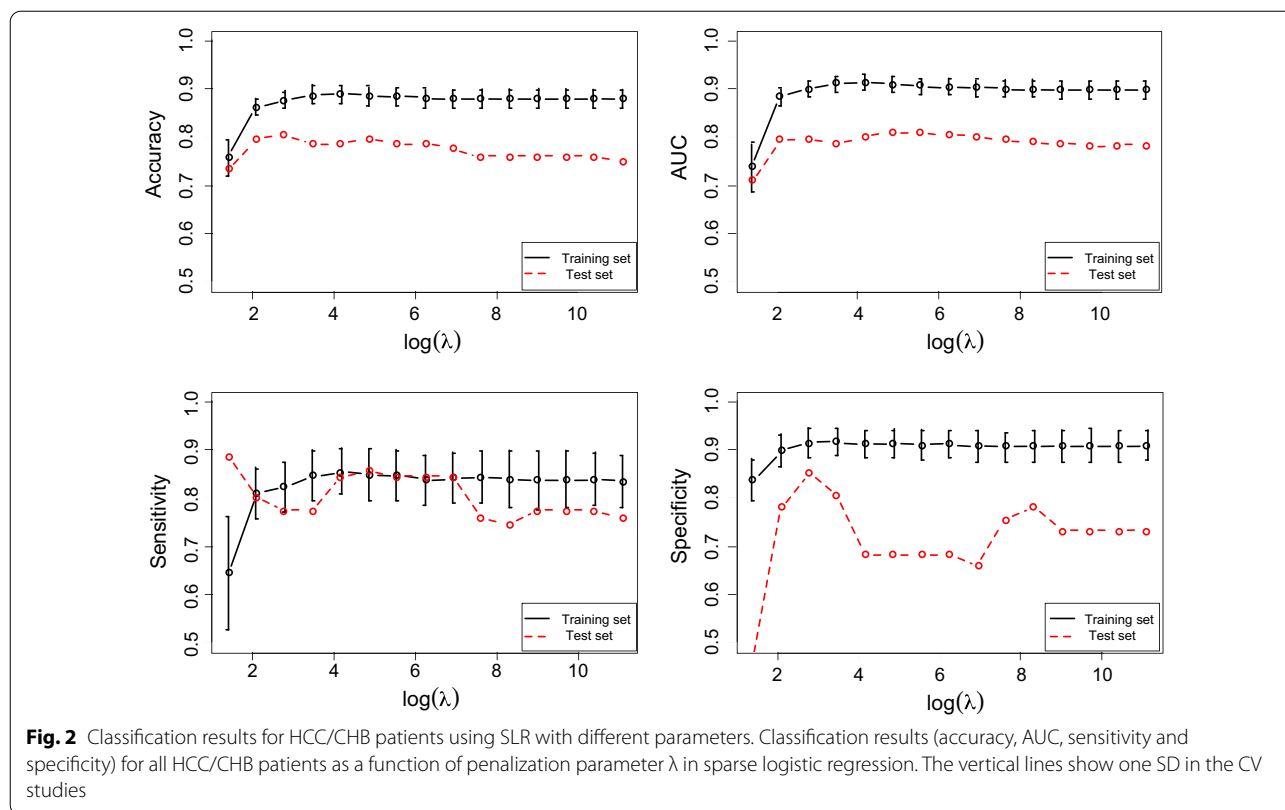 Accuracy
1.0
0.9
0.8
0.7
0.6
0.5
2 4 6 8 10
log(λ)
Training set
Test set
AUC
1.0
0.9
0.8
0.7
0.6
0.5
2 4 6 8 10
log(λ)
Training set
Test set
Sensitivity
1.0
0.9
0.8
0.7
0.6
0.5
2 4 6 8 10
log(λ)
Training set
Test set
Specificity
1.0
0.9
0.8
0.7
0.6
0.5
2 4 6 8 10
log(λ)
Training set
Test set
Fig. 2 Classification results for HCC/CHB patients using SLR with different parameters. Classification results (accuracy, AUC, sensitivity and
specificity) for all HCC/CHB patients as a function of penalization parameter λ in sparse logistic regression. The vertical lines show one SD in the CV
studies